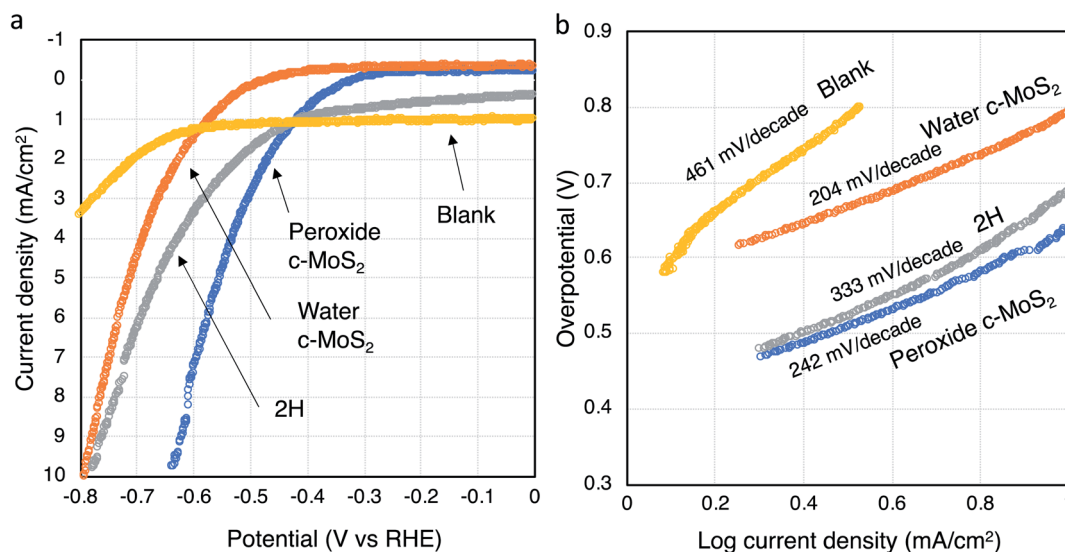 a
-1
0
1
2
3
4
5
6
7
8
9
10
Current density (mA/cm²)
Blank
Peroxide
c-MoS₂
Water
c-MoS₂
2H
-0.8
-0.7
-0.6
-0.5
-0.4
-0.3
-0.2
-0.1
0
Potential (V vs RHE)
b
0.9
0.8
0.7
0.6
0.5
0.4
0.3
Overpotential (V)
461 mV/decade
Blank
Water c-MoS₂
204 mV/decade
2H
333 mV/decade
242 mV/decade
Peroxide c-MoS₂
0
0.2
0.4
0.6
0.8
1
Log current density (mA/cm²)